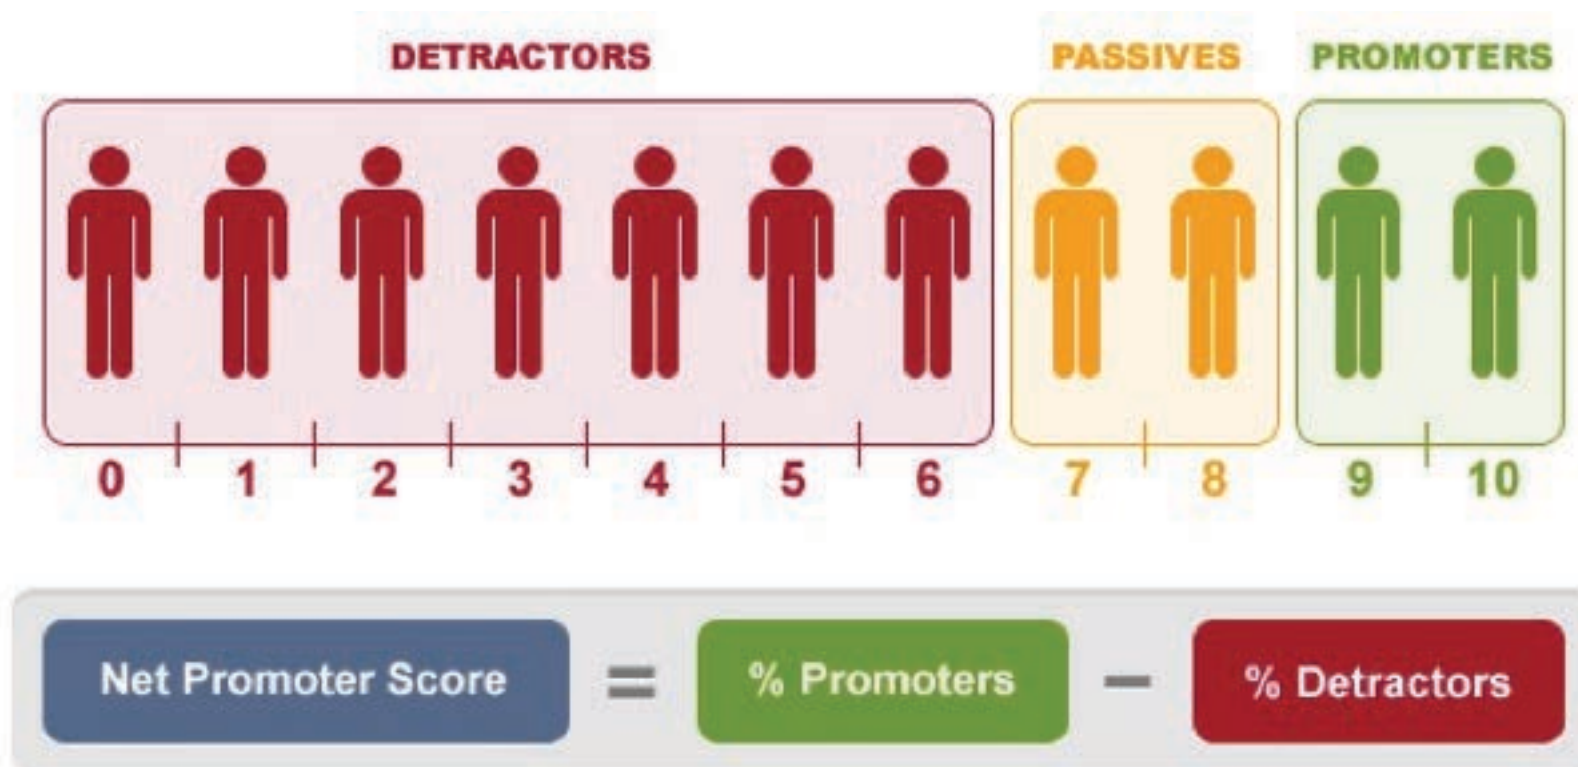 DETRACTORS PASSIVES PROMOTERS
0 1 2 3 4 5 6 7 8 9 10
Net Promoter Score = % Promoters – % Detractors